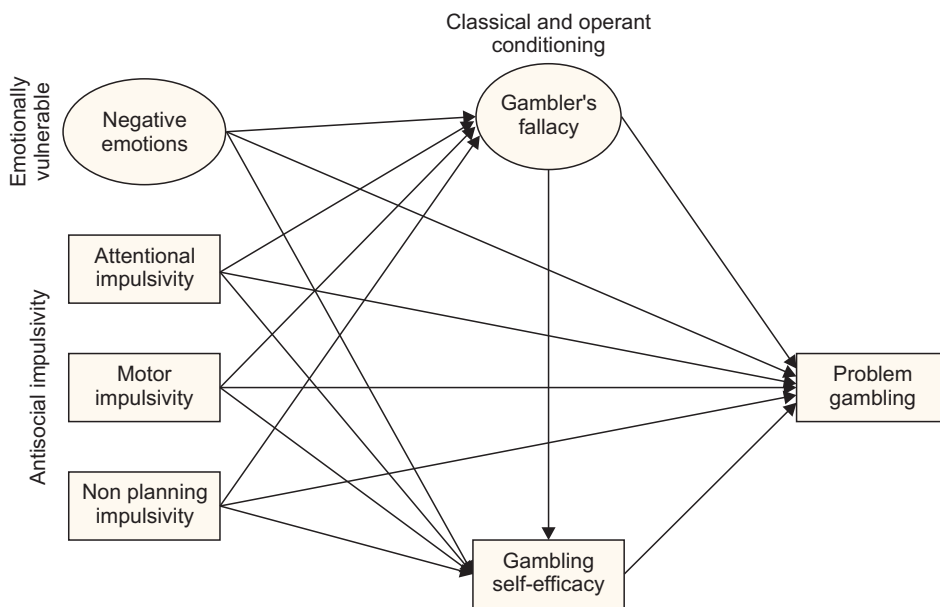 Classical and operant
conditioning
Emotionally
vulnerable
Negative
emotions
Gambler's
fallacy
Antisocial impulsivity
Attentional
impulsivity
Motor
impulsivity
Problem
gambling
Non planning
impulsivity
Gambling
self-efficacy